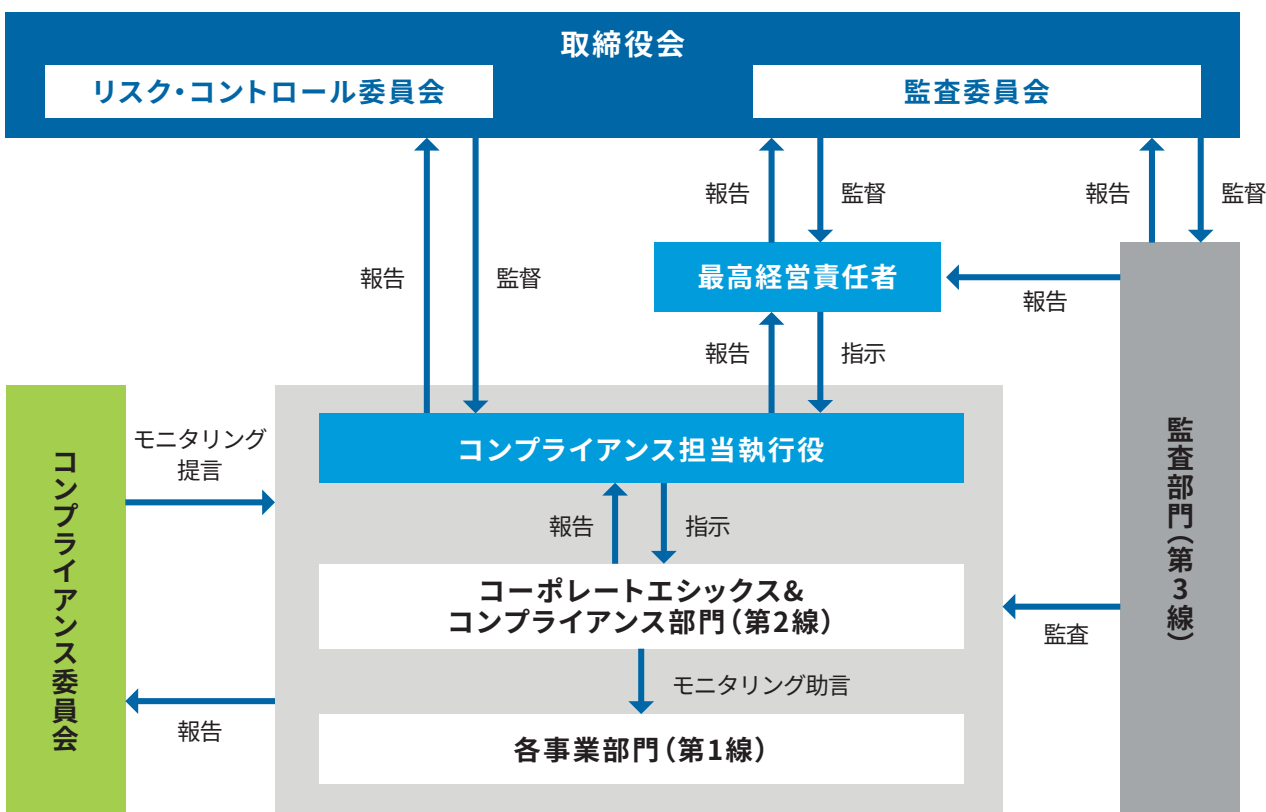 取締役会
リスク・コントロール委員会
監査委員会
報告
監督
報告
監督
報告
監督
最高経営責任者
報告
報告
指示
コンプライアンス委員会
モニタリング
提言
コンプライアンス担当執行役
報告
指示
コーポレートエシックス&
コンプライアンス部門（第2線）
モニタリング助言
各事業部門（第1線）
報告
監査
監査部門（第3線）